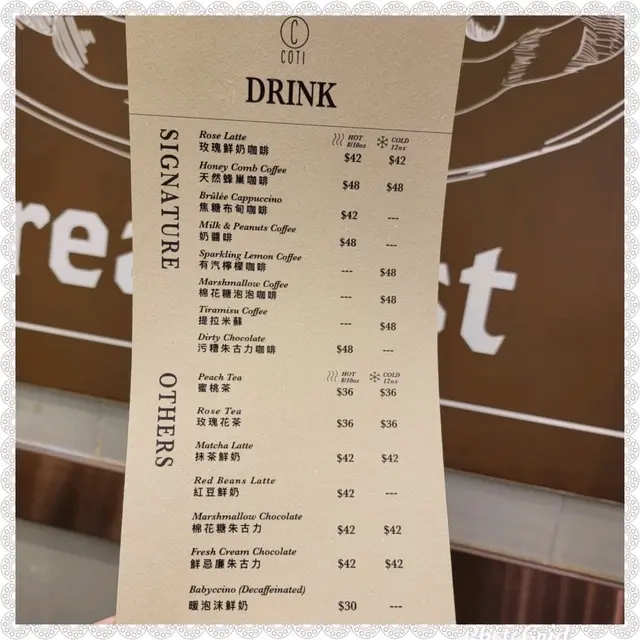 C
COTI
DRINK
SIGNATURE
HOT 8/10oz COLD 12oz
Rose Latte
玫瑰鮮奶咖啡 $42 $42
Honey Comb Coffee
天然蜂巢咖啡 $48 $48
Brûlée Cappuccino
焦糖布甸咖啡 $42 ---
Milk & Peanuts Coffee
奶醬啡 $48 ---
Sparkling Lemon Coffee
有汽檸檬咖啡 --- $48
Marshmallow Coffee
棉花糖泡泡咖啡 --- $48
Tiramisu Coffee
提拉米蘇 --- $48
Dirty Chocolate
污糟朱古力咖啡 $48 ---
OTHERS
HOT 8/10oz COLD 12oz
Peach Tea
蜜桃茶 $36 $36
Rose Tea
玫瑰花茶 $36 $36
Matcha Latte
抹茶鮮奶 $42 $42
Red Beans Latte
紅豆鮮奶 $42 ---
Marshmallow Chocolate
棉花糖朱古力 $42 $42
Fresh Cream Chocolate
鮮忌廉朱古力 $42 $42
Babyccino (Decaffeinated)
暖泡沫鮮奶 $30 ---